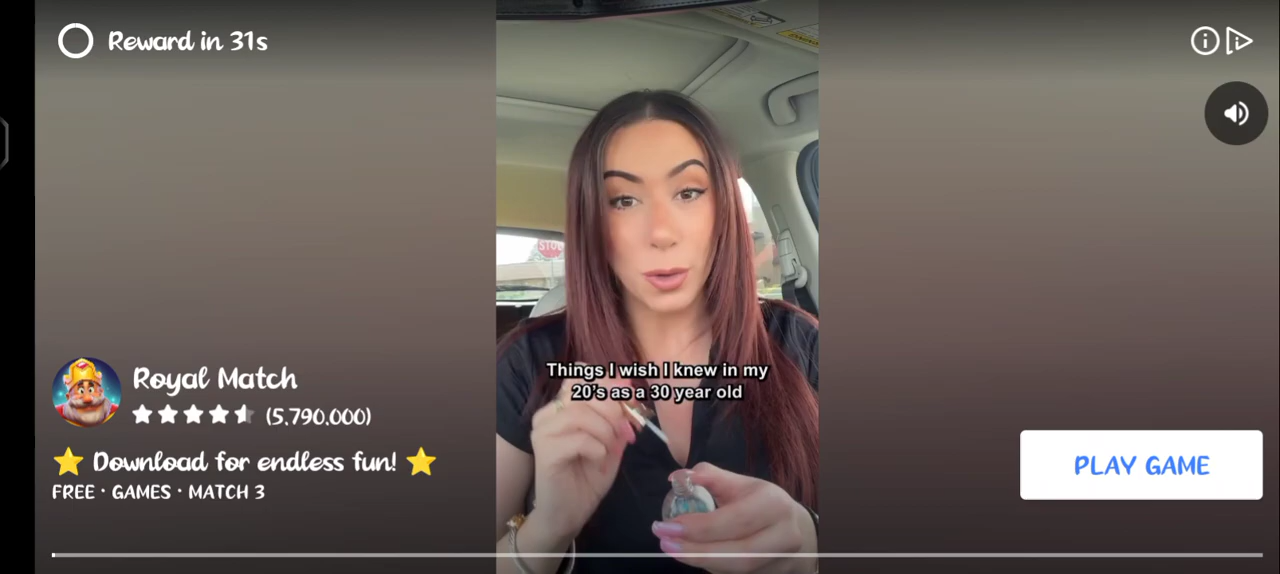 Reward in 31s
STOP
Things I wish I knew in my
20's as a 30 year old
Royal Match
(5.790.000)
⭐ Download for endless fun! ⭐
FREE · GAMES · MATCH 3
PLAY GAME